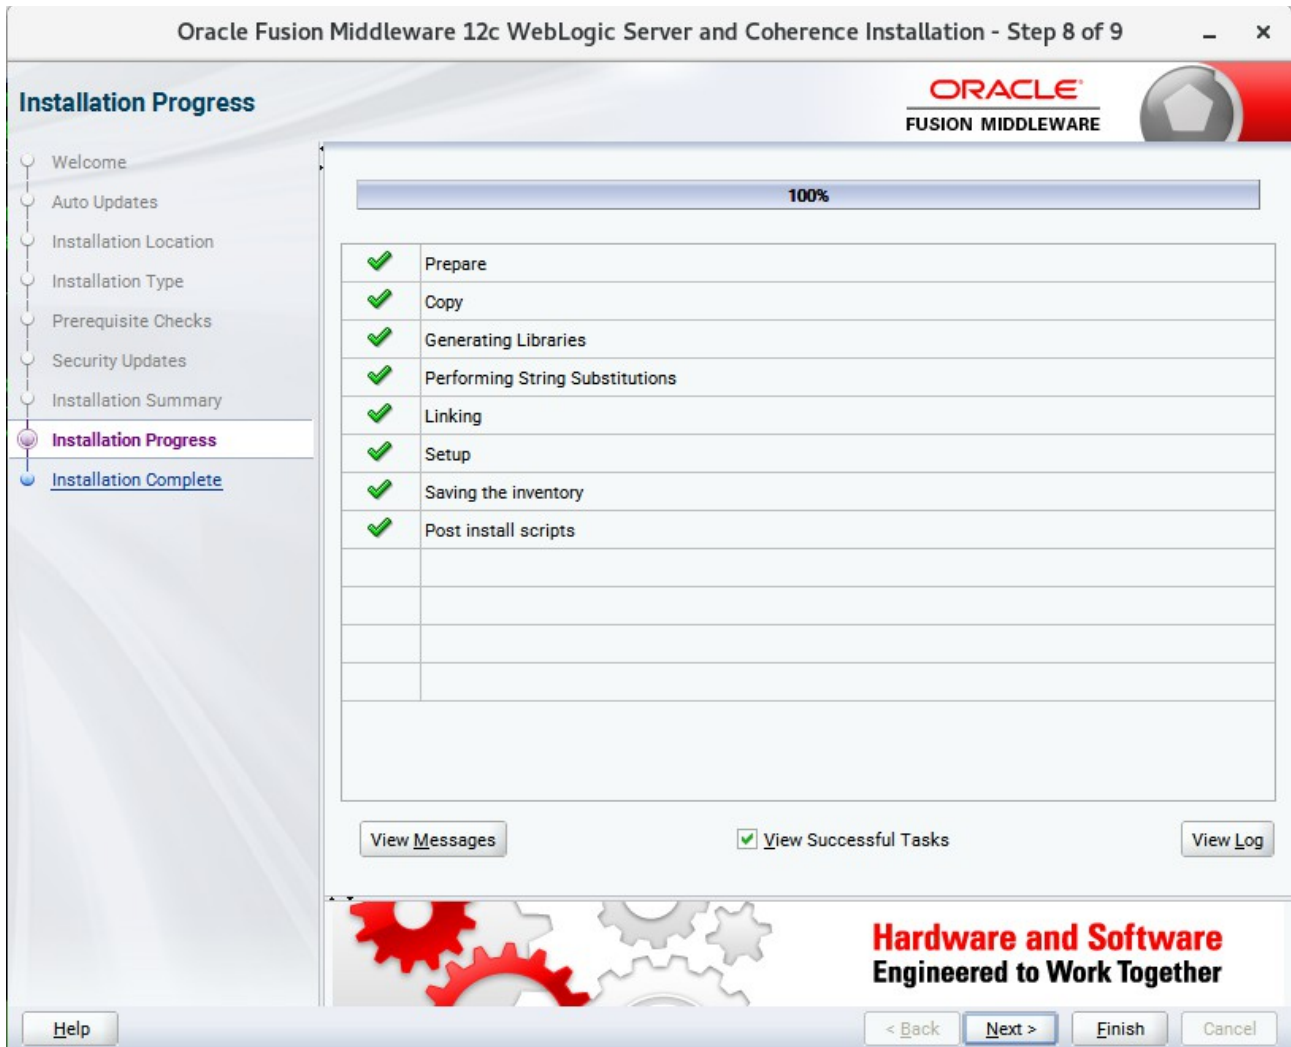 Oracle Fusion Middleware 12c WebLogic Server and Coherence Installation - Step 8 of 9
Installation Progress
ORACLE
FUSION MIDDLEWARE
Welcome
Auto Updates
Installation Location
Installation Type
Prerequisite Checks
Security Updates
Installation Summary
Installation Progress
Installation Complete
100%
Prepare
Copy
Generating Libraries
Performing String Substitutions
Linking
Setup
Saving the inventory
Post install scripts
View Messages
View Successful Tasks
View Log
Hardware and Software
Engineered to Work Together
Help
< Back
Next >
Finish
Cancel